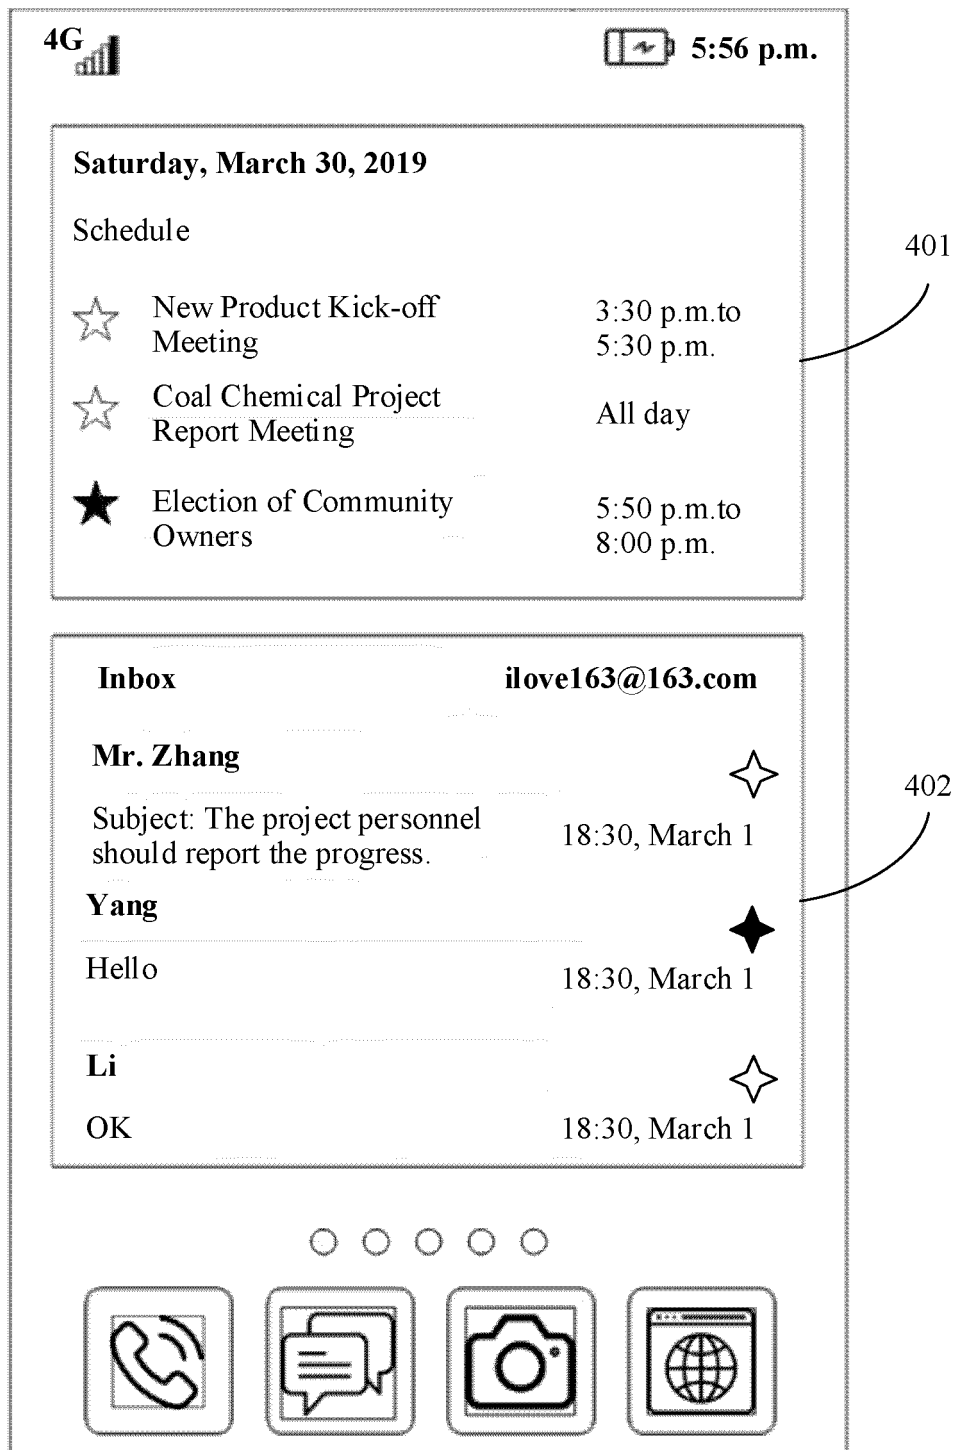 4G 5:56 p.m.
Saturday, March 30, 2019
Schedule
401
New Product Kick-off
Meeting
3:30 p.m.to
5:30 p.m.
Coal Chemical Project
Report Meeting
All day
Election of Community
Owners
5:50 p.m.to
8:00 p.m.
Inbox ilove163@163.com
Mr. Zhang
402
Subject: The project personnel
should report the progress.
18:30, March 1
Yang
Hello
18:30, March 1
Li
OK
18:30, March 1